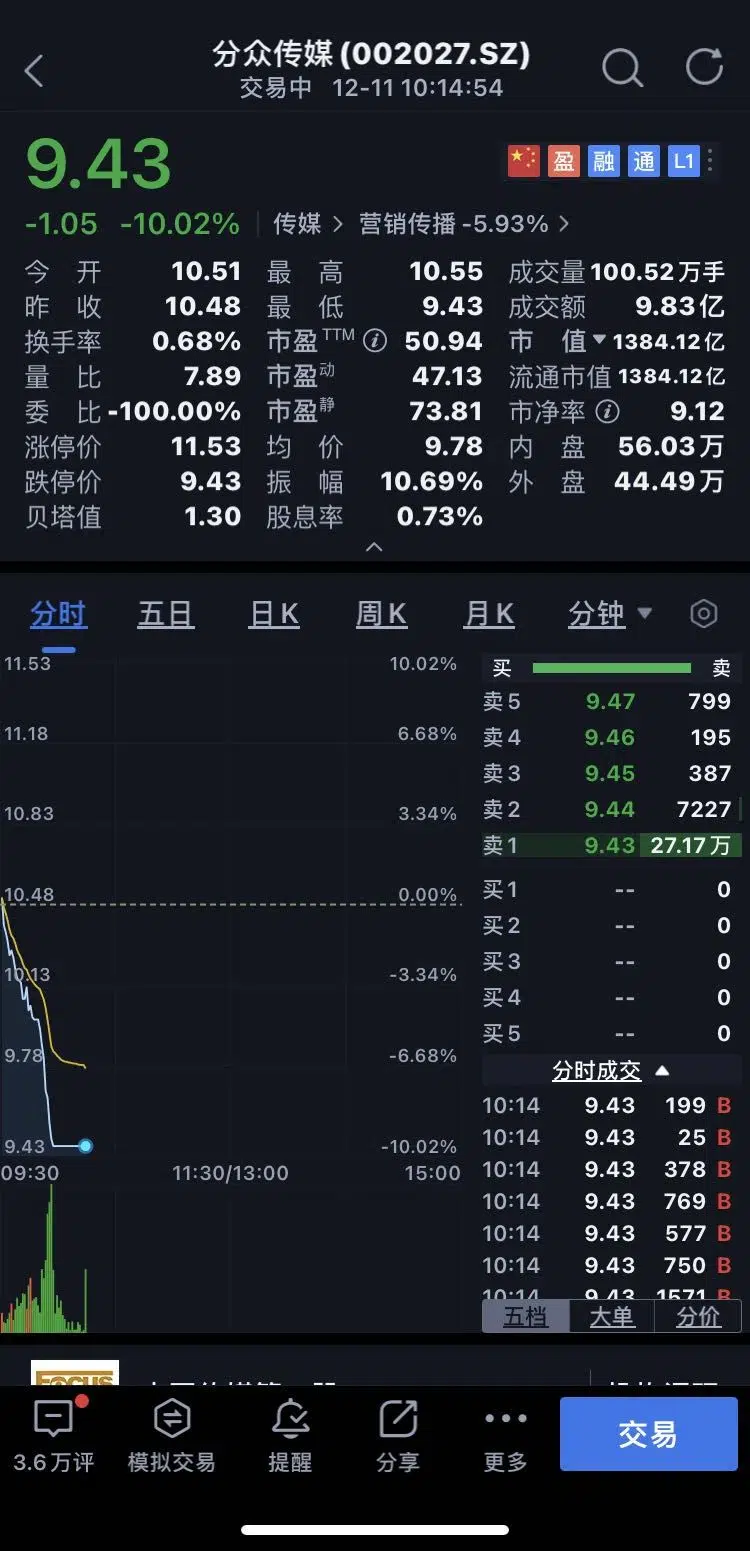 分众传媒(002027.SZ)
交易中 12-11 10:14:54
9.43
盈 融 通 L1
-1.05 -10.02% 传媒 > 营销传播 -5.93% >
今开 10.51 最高 10.55 成交量 100.52万手
昨收 10.48 最低 9.43 成交额 9.83亿
换手率 0.68% 市盈TTM 50.94 市值 1384.12亿
量比 7.89 市盈动 47.13 流通市值 1384.12亿
委比 -100.00% 市盈静 73.81 市净率 9.12
涨停价 11.53 均价 9.78 内盘 56.03万
跌停价 9.43 振幅 10.69% 外盘 44.49万
贝塔值 1.30 股息率 0.73%
分时 五日 日K 周K 月K 分钟
11.53 10.02%
11.18 6.68%
10.83 3.34%
10.48 0.00%
10.13 -3.34%
9.78 -6.68%
9.43 -10.02%
09:30 11:30/13:00 15:00
买 卖
卖5 9.47 799
卖4 9.46 195
卖3 9.45 387
卖2 9.44 7227
卖1 9.43 27.17万
买1 -- 0
买2 -- 0
买3 -- 0
买4 -- 0
买5 -- 0
分时成交
10:14 9.43 199 B
10:14 9.43 25 B
10:14 9.43 378 B
10:14 9.43 769 B
10:14 9.43 577 B
10:14 9.43 750 B
10:14 9.43 1571 B
五档 大单 分价
FOCUS
3.6万评 模拟交易 提醒 分享 更多 交易